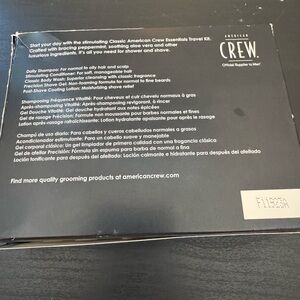 Start your day with the stimulating Classic American Crew Essentials Travel Kit.
Crafted with bracing peppermint, soothing aloe vera and other
luxurious ingredients, it's all you need for shower and shave.
AMERICAN
CREW
Official Supplier to Men
Daily Shampoo: For normal to oily hair and scalp
Stimulating Conditioner: For soft, manageable hair
Classic Body Wash: Superior cleansing with classic fragrance
Precision Shave Gel: Non-foaming formula for normal to fine beards
Post-Shave Cooling Lotion: Moisturizing shave relief
Shampooing Fréquence Vitalité: Pour cheveux et cuir chevelu normaux à gras
Après-shampooing Vitalité: Après-shampooing revigorant, à rincer
Gel Douche Vitalité: Gel Douche hydratant aux notes épicées
Gel de rasage Précision: Formule non moussante pour barbes normales et fines
Lotion après-rasage rafraîchissante: Lotion hydratante apaisante pour après le rasage
Champú de uso diario: Para cabellos y cueros cabelludos normales a grasos
Acondicionador estimulante: Para un cabello suave y manejable
Gel corporal clásico: Un gel limpiador de primer calidad con una fragancia clásica
Gel de afeitar Precisión: Fórmula sin espuma para barba de normal a fina
Loción tonificante para después del afeitado: Loción calmante e hidratante para después del afeitado
Find more quality grooming products at americancrew.com
F11523A